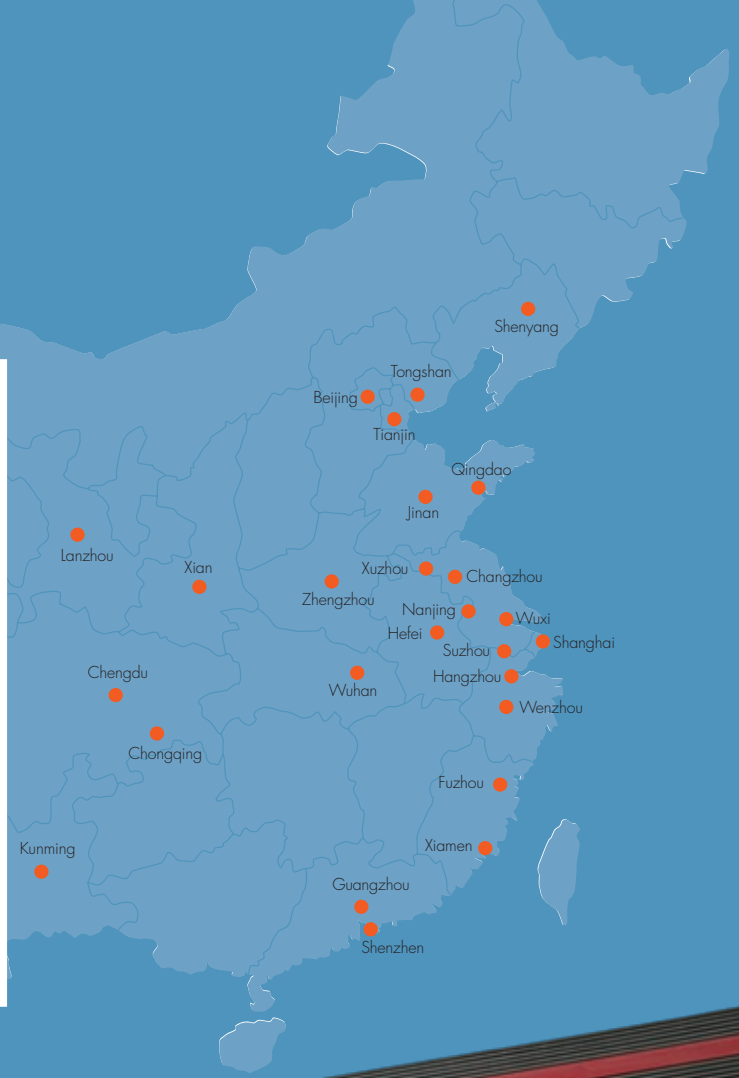 Shenyang
Tongshan
Beijing
Tianjin
Qingdao
Jinan
Lanzhou
Xian
Xuzhou
Changzhou
Zhengzhou
Nanjing
Wuxi
Hefei
Shanghai
Suzhou
Chengdu
Hangzhou
Wuhan
Wenzhou
Chongqing
Fuzhou
Xiamen
Kunming
Guangzhou
Shenzhen